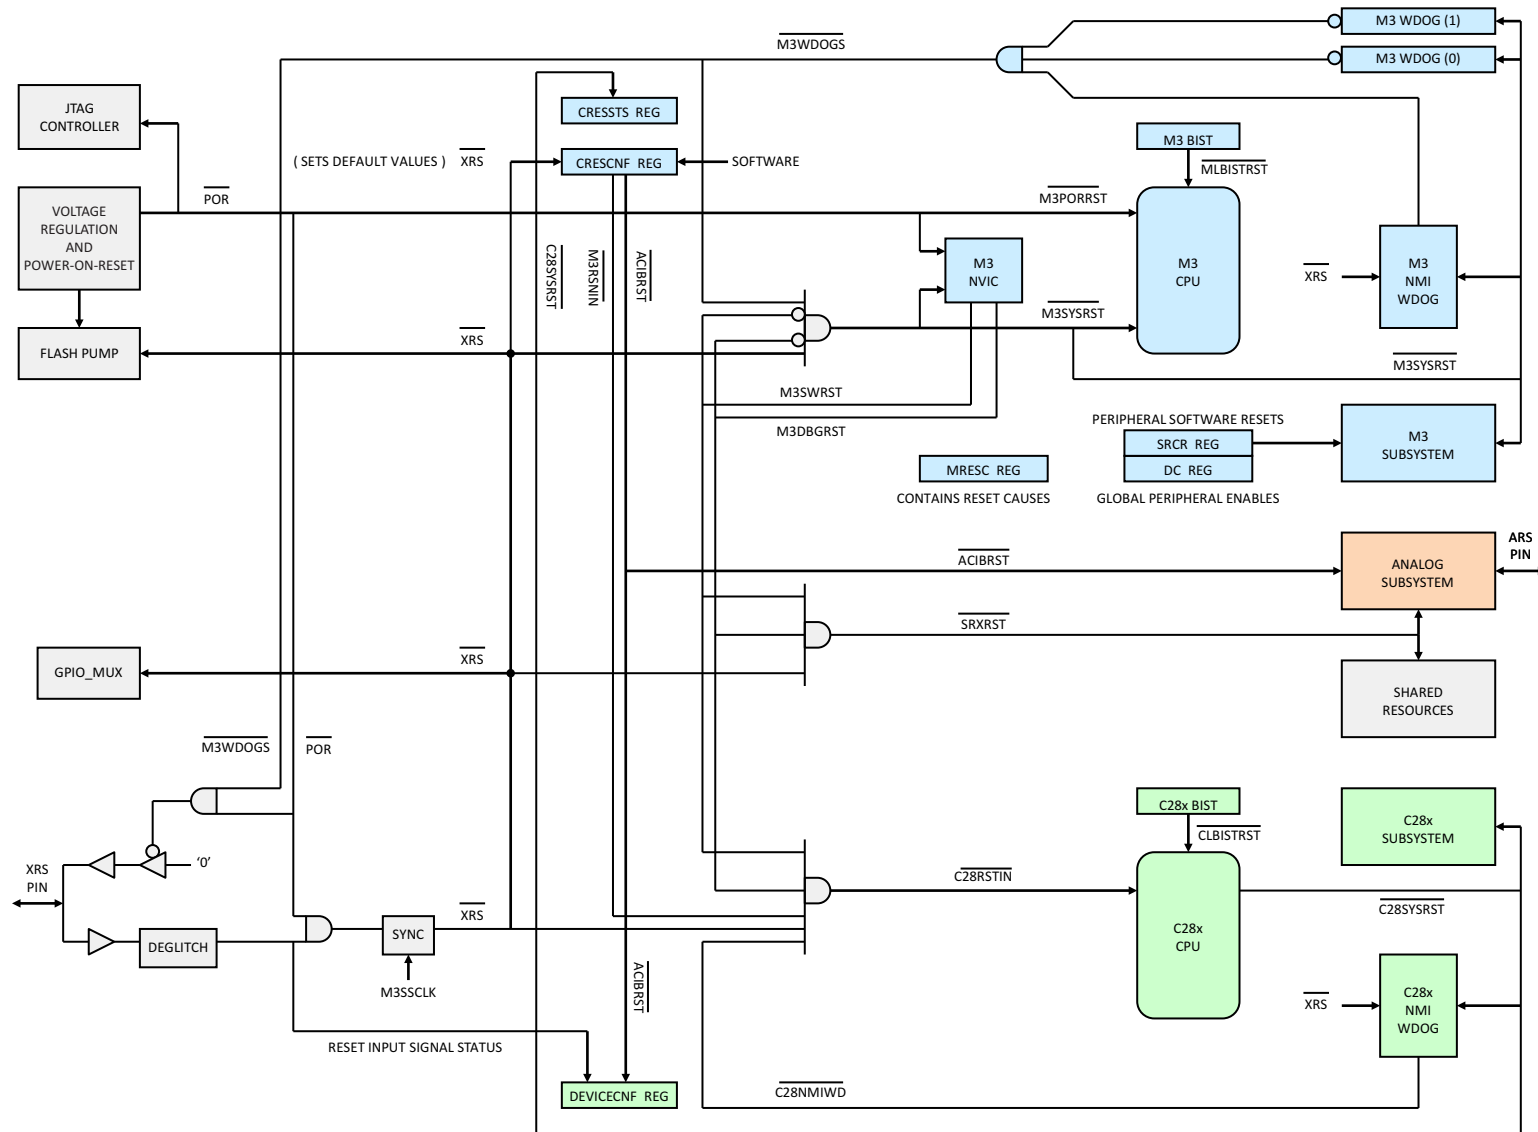 M3 WDOG (1)
M3WDOGS
M3 WDOG (0)
JTAG
CONTROLLER
CRESSTS REG
M3 BIST
( SETS DEFAULT VALUES )
XRS
CRESCNF REG
SOFTWARE
MLBISTRST
POR
M3PORRST
VOLTAGE
REGULATION
AND
POWER-ON-RESET
C28SYSRST
M3RSNIN
ACIBRST
M3
NVIC
M3
CPU
XRS
M3
NMI
WDOG
M3SYSRST
FLASH PUMP
XRS
M3SYSRST
M3SWRST
M3DBGRST
PERIPHERAL SOFTWARE RESETS
SRCR REG
DC REG
GLOBAL PERIPHERAL ENABLES
M3
SUBSYSTEM
MRESC REG
CONTAINS RESET CAUSES
ARS
PIN
ACIBRST
ANALOG
SUBSYSTEM
SRXRST
GPIO_MUX
XRS
SHARED
RESOURCES
M3WDOGS
POR
C28x BIST
CLBISTRST
C28x
SUBSYSTEM
'0'
XRS
PIN
C28RSTIN
C28SYSRST
DEGLITCH
SYNC
XRS
M3SSCLK
C28x
CPU
ACIBRST
XRS
C28x
NMI
WDOG
RESET INPUT SIGNAL STATUS
DEVICECNF REG
C28NMIWD